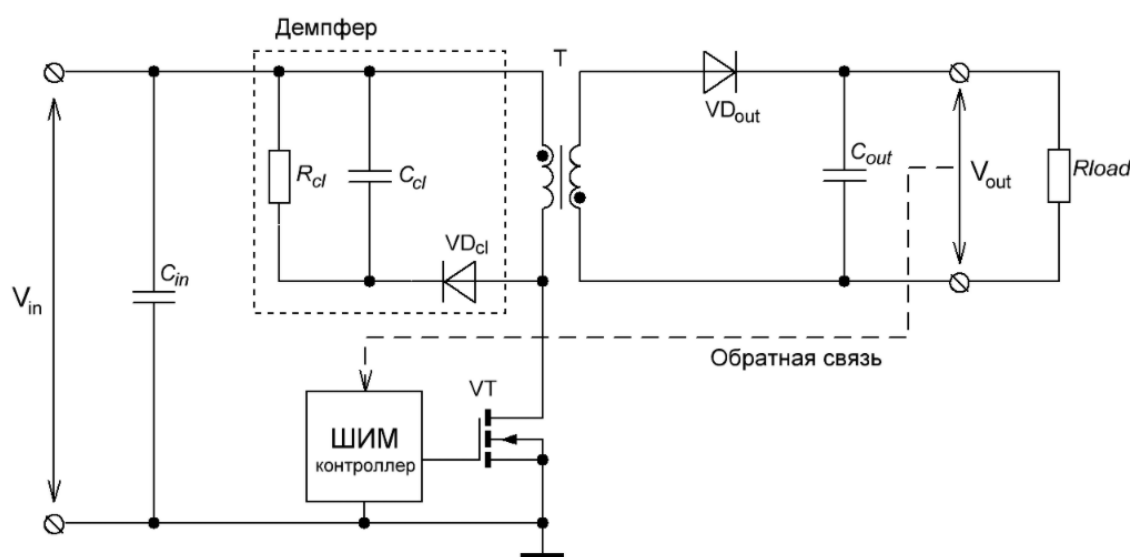 Демпфер
T
VDout
Rcl
Ccl
Cout
Vout
Rload
VDcl
Cin
Vin
Обратная связь
VT
ШИМ
контроллер